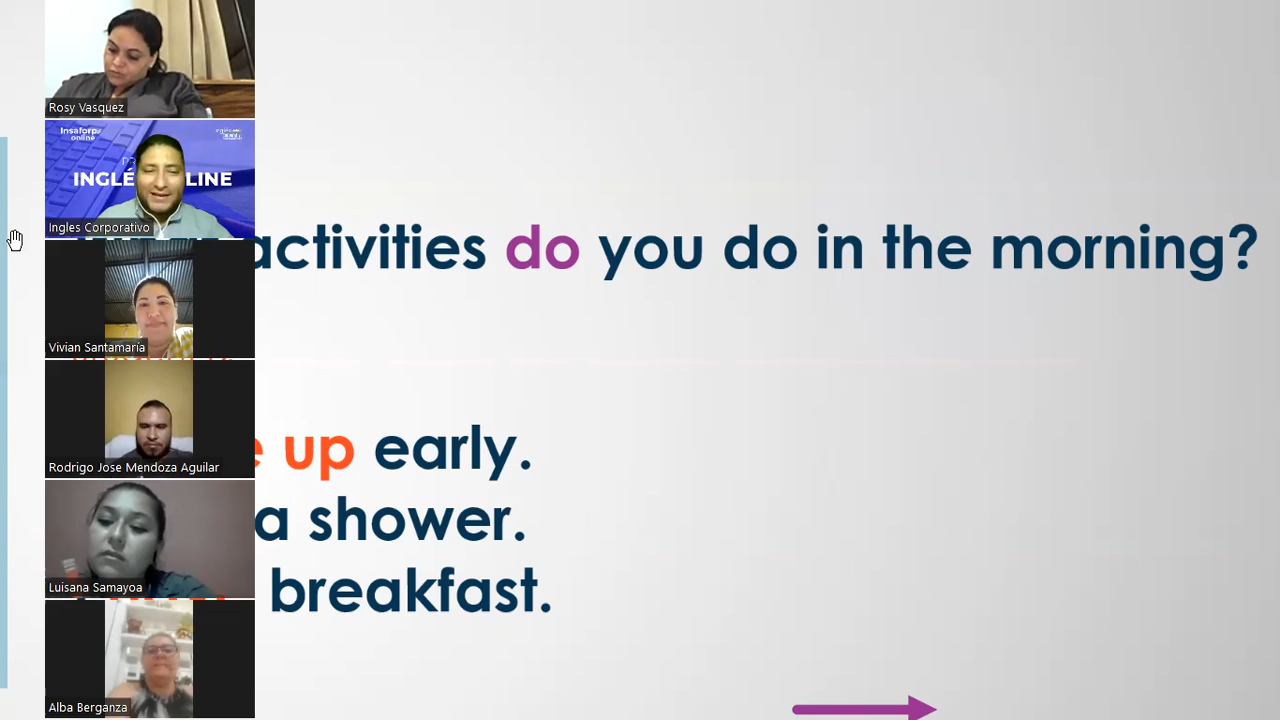 Rosy Vasquez
Insaforp
online
INGLÉ LINE
Ingles Corporativo
activities do you do in the morning?
Vivian Santamaría
up early.
Rodrigo Jose Mendoza Aguilar
a shower.
Luisana Samayoa
breakfast.
Alba Berganza